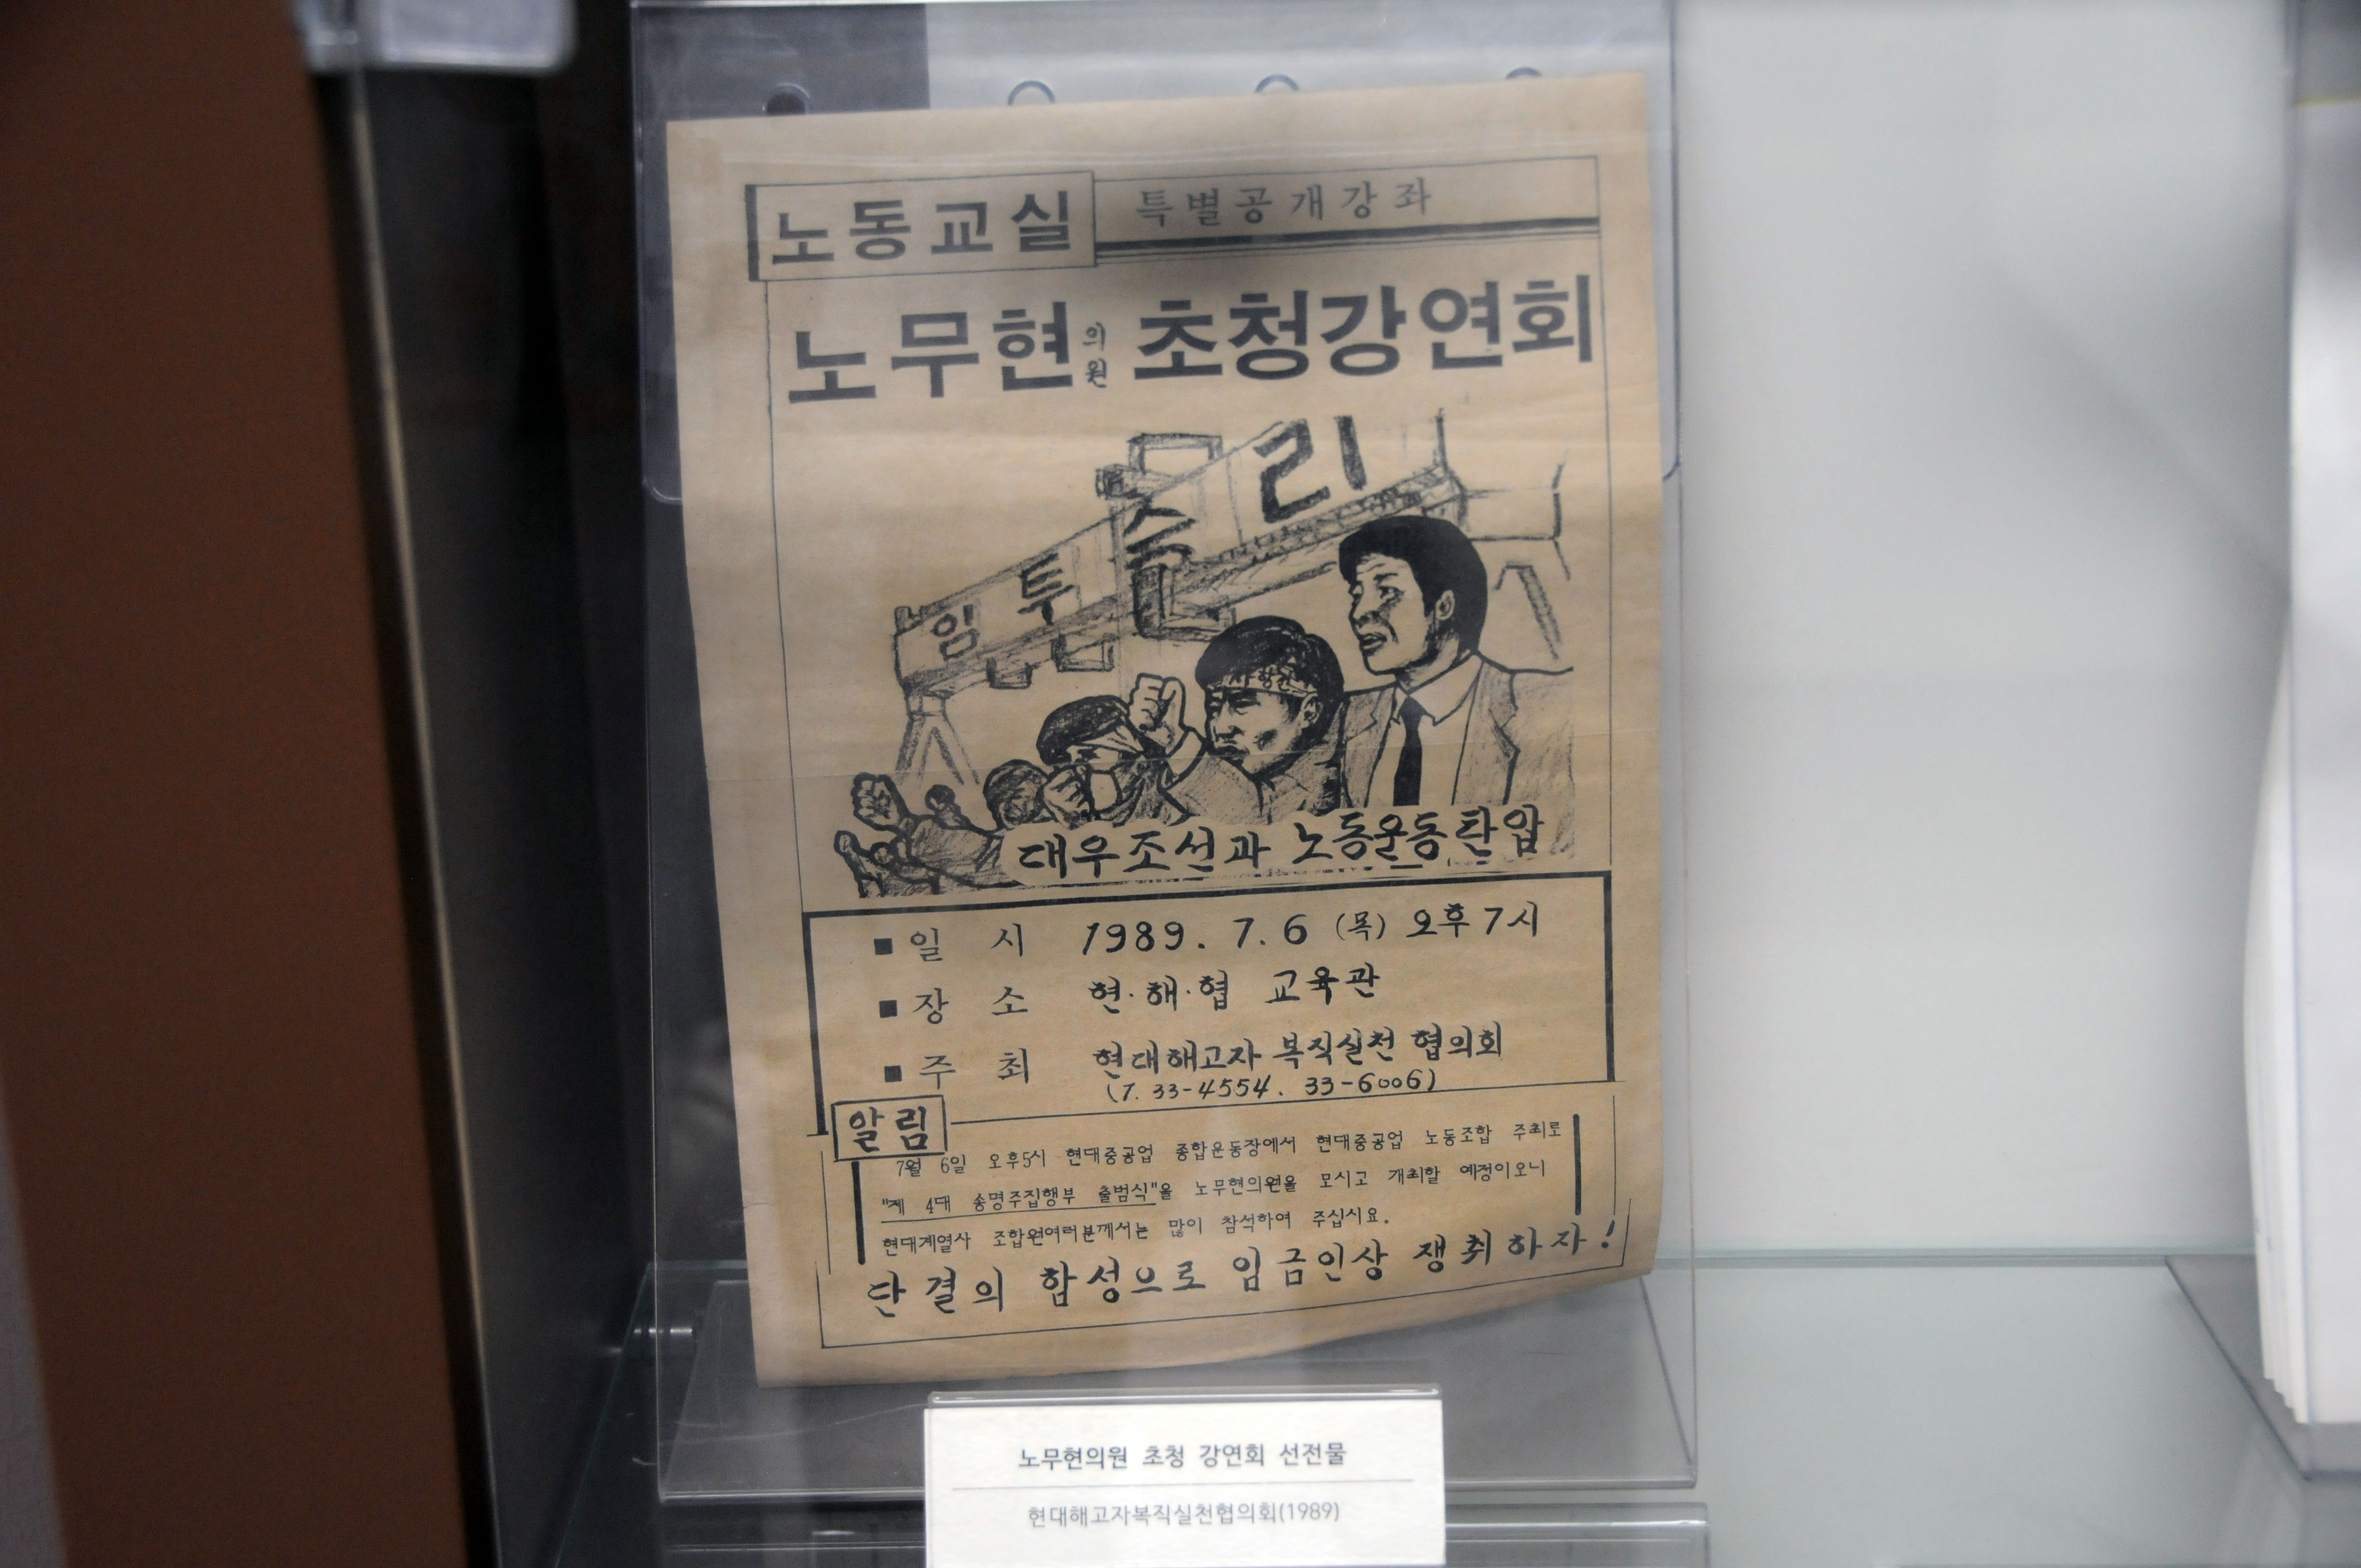 노동교실 특별공개강좌
노무현의원 초청강연회
임투승리
대우조선과 노동운동탄압
■ 일 시 1989. 7. 6 (목) 오후 7시
■ 장 소 현·해·협 교육관
■ 주 최 현대해고자 복직실천 협의회
(T. 33-4554. 33-6006)
알림
7월 6일 오후5시 현대중공업 종합운동장에서 현대중공업 노동조합 주최로
"제 4대 송명주집행부 출범식"을 노무현의원을 모시고 개최할 예정이오니
현대계열사 조합원여러분께서는 많이 참석하여 주십시요.
단결의 함성으로 임금인상 쟁취하자!
노무현의원 초청 강연회 선전물
현대해고자복직실천협의회(1989)